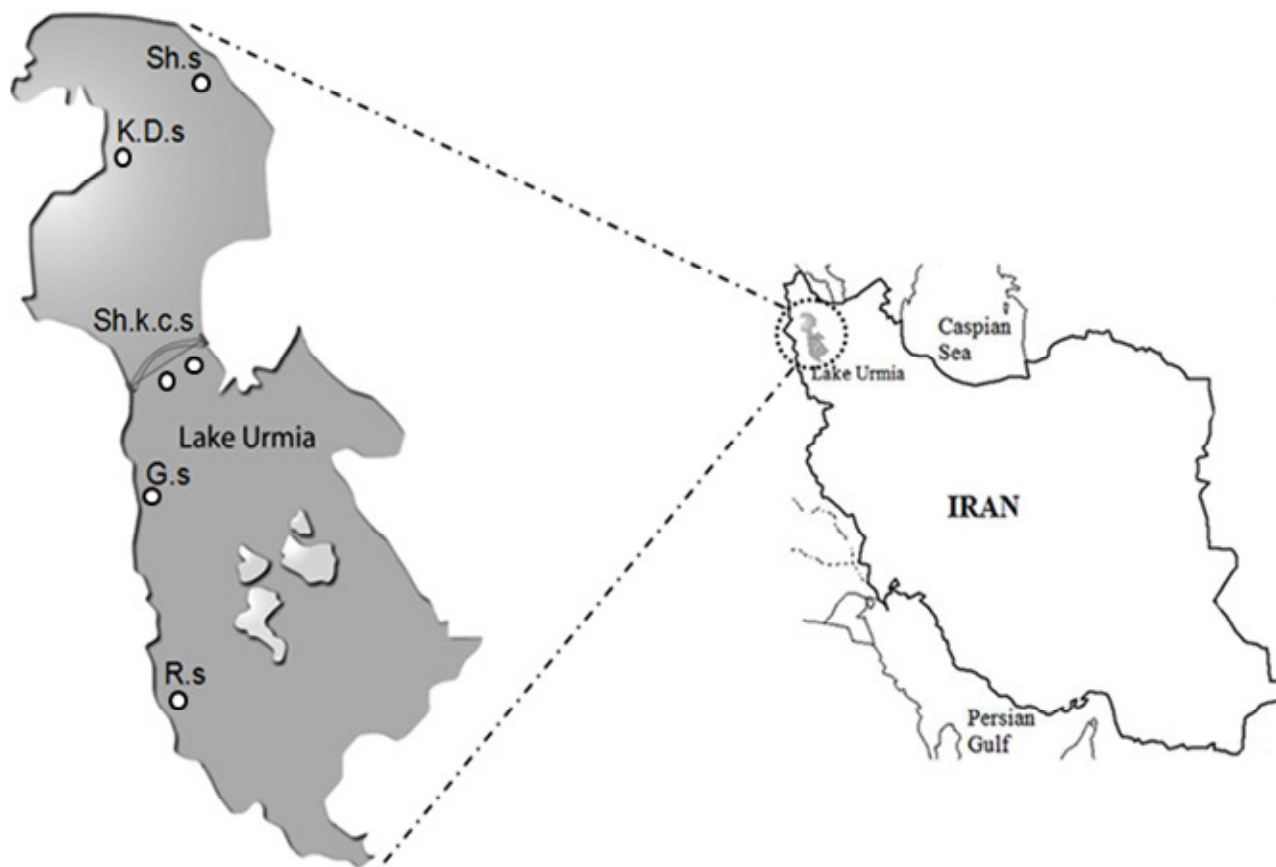 Sh.s
K.D.s
Sh.k.c.s
Lake Urmia
G.s
R.s
Caspian
Sea
Lake Urmia
IRAN
Persian
Gulf